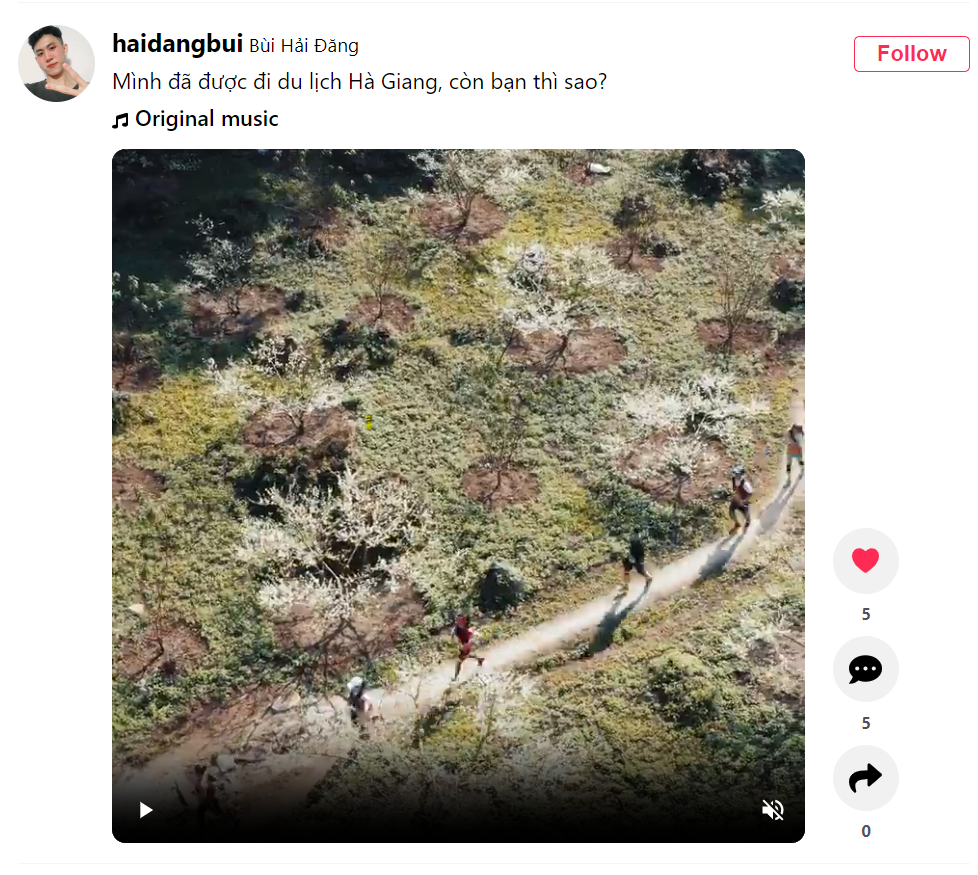 haidangbui Bùi Hải Đăng
Follow
Mình đã được đi du lịch Hà Giang, còn bạn thì sao?
Original music
5
5
0